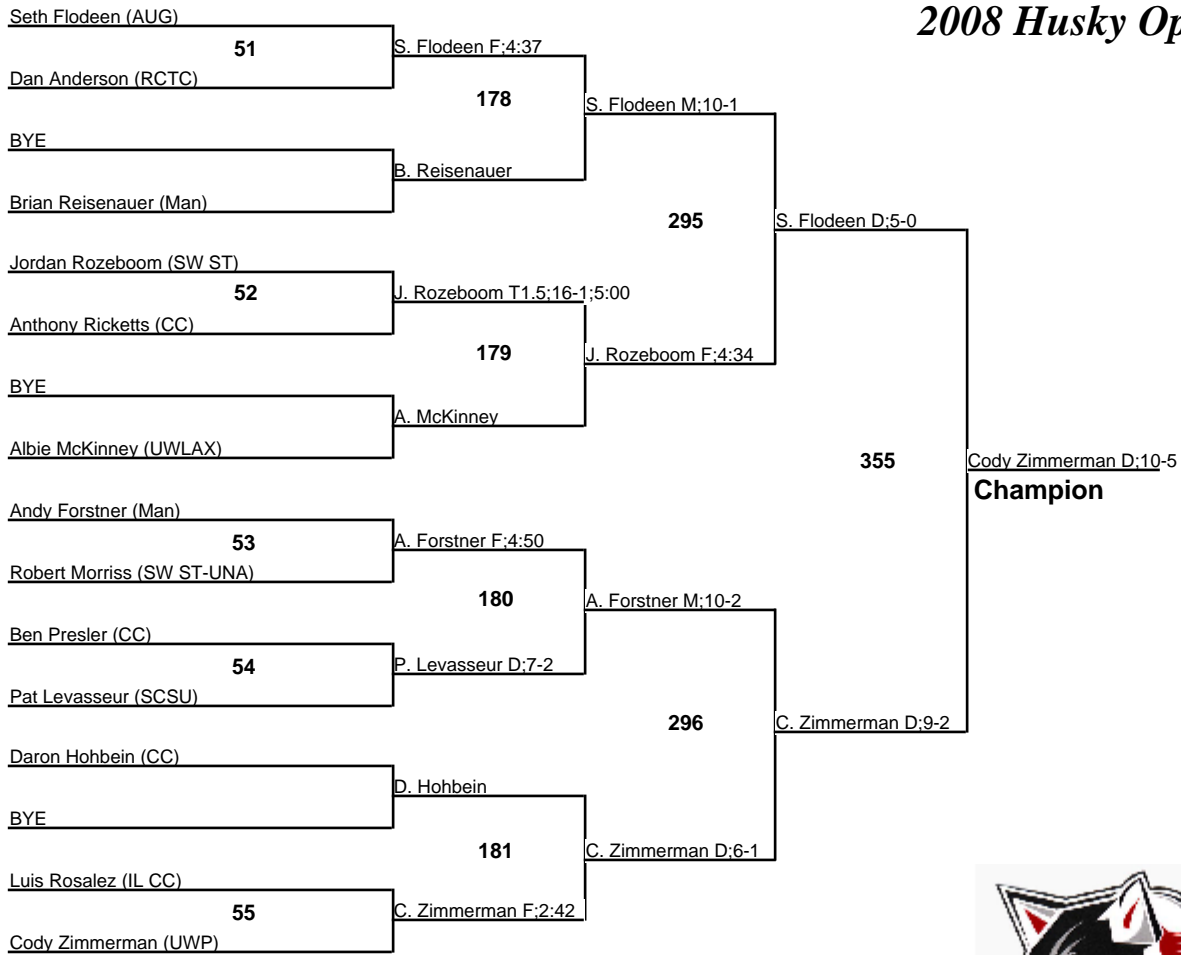 2008 Husky Op
Seth Flodeen (AUG)
51
Dan Anderson (RCTC)
S. Flodeen F;4:37
178
BYE
Brian Reisenauer (Man)
B. Reisenauer
S. Flodeen M;10-1
295
Jordan Rozeboom (SW ST)
52
Anthony Ricketts (CC)
J. Rozeboom T1.5;16-1;5:00
179
BYE
Albie McKinney (UWLAX)
A. McKinney
J. Rozeboom F;4:34
S. Flodeen D;5-0
355
Cody Zimmerman D;10-5
Champion
Andy Forstner (Man)
53
Robert Morriss (SW ST-UNA)
A. Forstner F;4:50
180
Ben Presler (CC)
54
Pat Levasseur (SCSU)
P. Levasseur D;7-2
A. Forstner M;10-2
296
C. Zimmerman D;9-2
Daron Hohbein (CC)
BYE
D. Hohbein
181
Luis Rosalez (IL CC)
55
Cody Zimmerman (UWP)
C. Zimmerman F;2:42
C. Zimmerman D;6-1